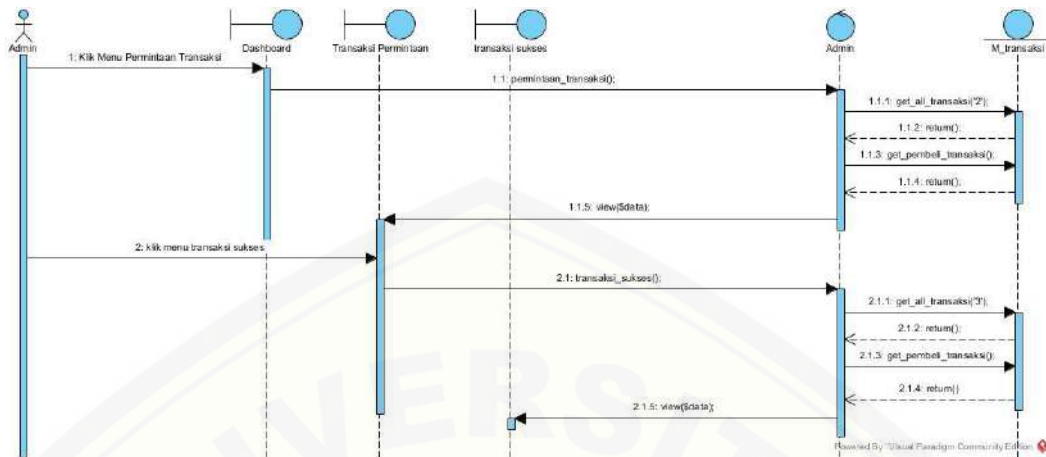 Admin
Dashboard
Transaksi Permintaan
transaksi sukses
Admin
M_transaksi
1: Klik Menu Permintaan Transaksi
1.1: permintaan_transaksi();
1.1.1: get_all_transaksi('2');
1.1.2: return();
1.1.3: get_pembeli_transaksi();
1.1.4: return();
1.1.5: view($data);
2: klik menu transaksi sukses
2.1: transaksi_sukses();
2.1.1: get_all_transaksi('3');
2.1.2: return();
2.1.3: get_pembeli_transaksi();
2.1.4: return()
2.1.5: view($data);
Powered By Visual Paradigm Community Edition